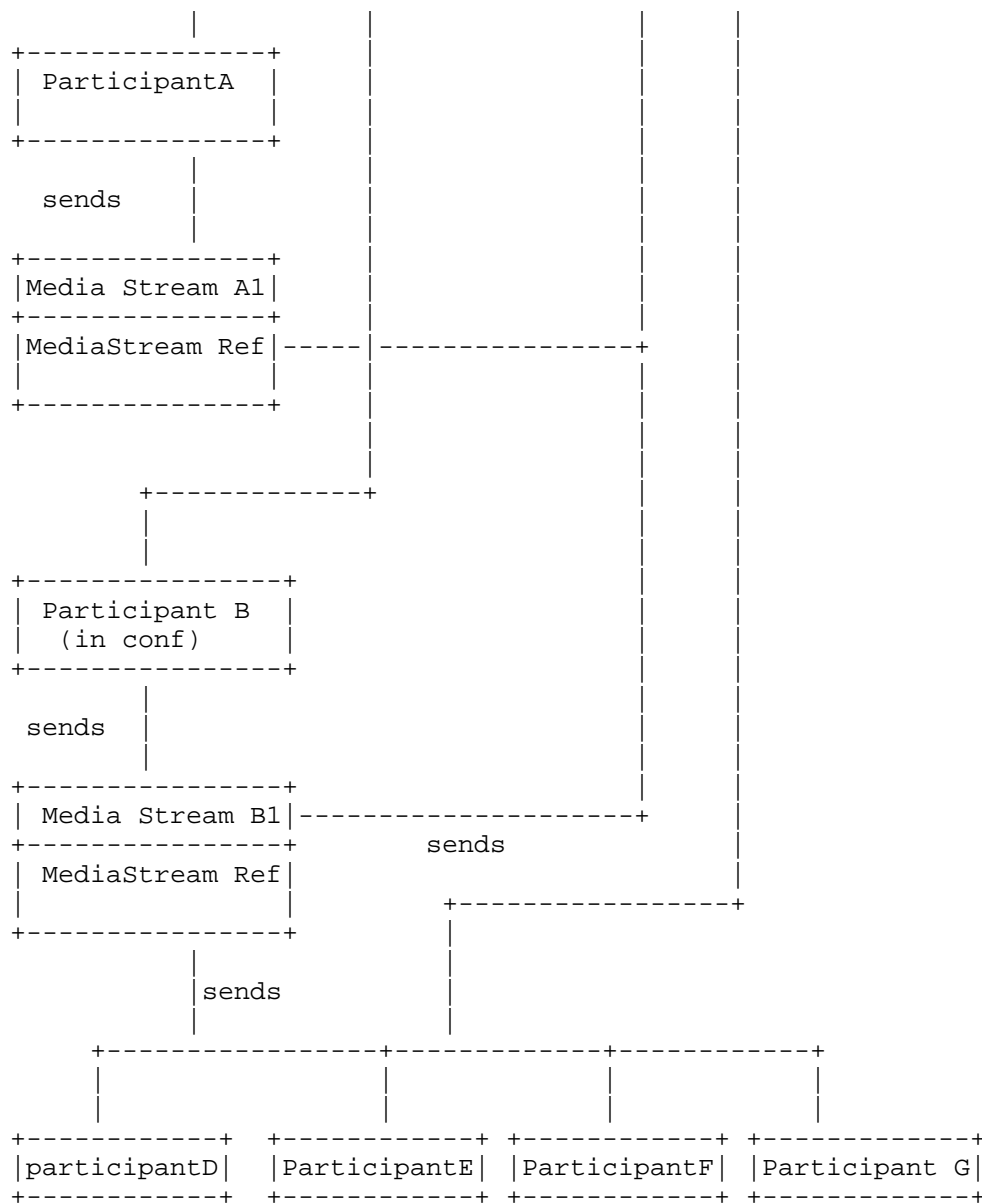 ParticipantA
sends
Media Stream A1
MediaStream Ref
Participant B
(in conf)
sends
Media Stream B1
sends
MediaStream Ref
sends
participantD
ParticipantE
ParticipantF
Participant G